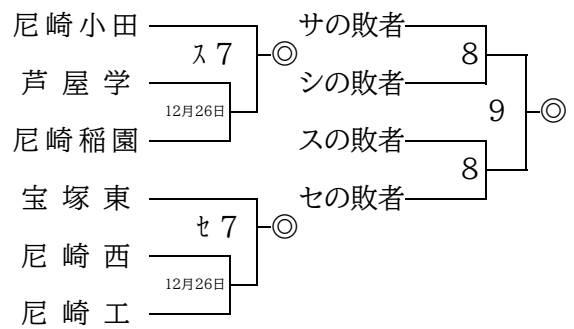 尼崎小田
ｽ 7
◎
芦屋学
12月26日
尼崎稲園
宝塚東
ｾ 7
◎
尼崎西
12月26日
尼崎工
サの敗者
8
シの敗者
9
◎
スの敗者
8
セの敗者